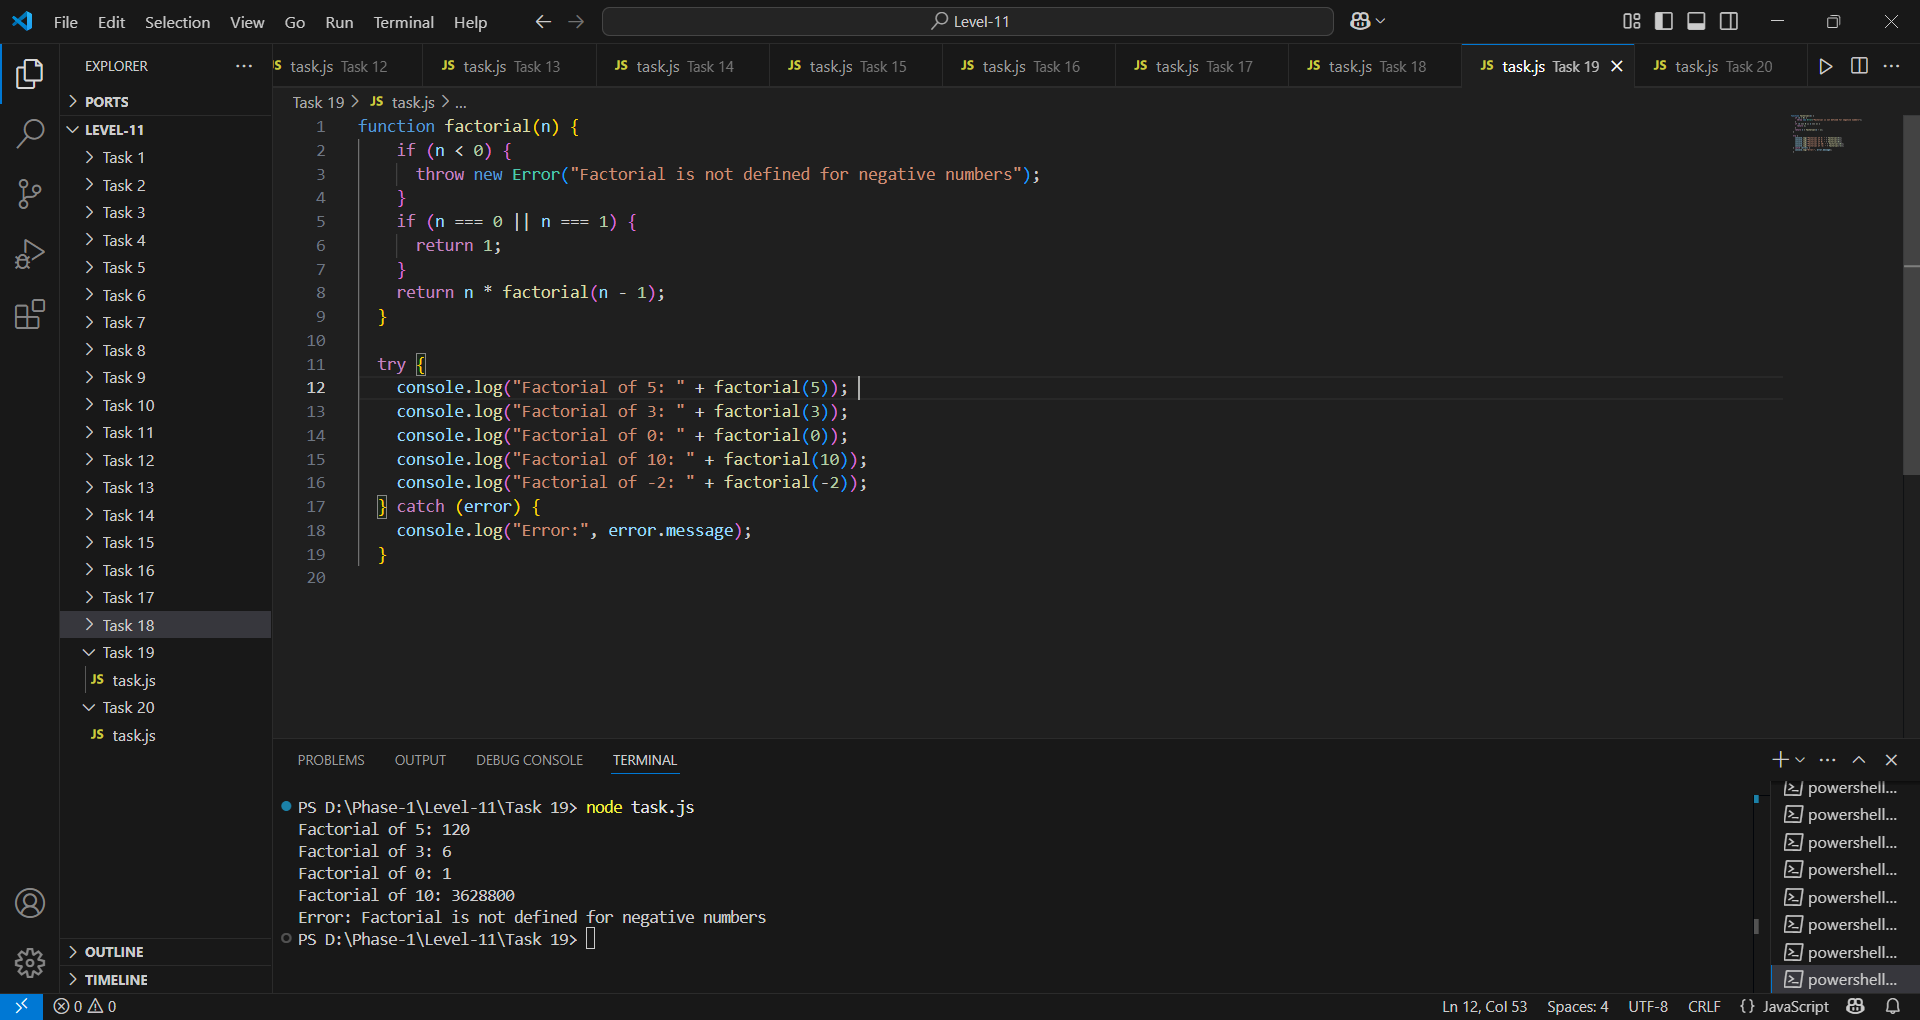 File Edit Selection View Go Run Terminal Help
Level-11
EXPLORER
PORTS
LEVEL-11
Task 1
Task 2
Task 3
Task 4
Task 5
Task 6
Task 7
Task 8
Task 9
Task 10
Task 11
Task 12
Task 13
Task 14
Task 15
Task 16
Task 17
Task 18
Task 19
JS task.js
Task 20
JS task.js
OUTLINE
TIMELINE
JS task.js Task 12 JS task.js Task 13 JS task.js Task 14 JS task.js Task 15 JS task.js Task 16 JS task.js Task 17 JS task.js Task 18 JS task.js Task 19 JS task.js Task 20
Task 19 > JS task.js > ...
1 function factorial(n) {
2 if (n < 0) {
3 throw new Error("Factorial is not defined for negative numbers");
4 }
5 if (n === 0 || n === 1) {
6 return 1;
7 }
8 return n * factorial(n - 1);
9 }
10
11 try {
12 console.log("Factorial of 5: " + factorial(5));
13 console.log("Factorial of 3: " + factorial(3));
14 console.log("Factorial of 0: " + factorial(0));
15 console.log("Factorial of 10: " + factorial(10));
16 console.log("Factorial of -2: " + factorial(-2));
17 } catch (error) {
18 console.log("Error:", error.message);
19 }
20
PROBLEMS OUTPUT DEBUG CONSOLE TERMINAL
PS D:\Phase-1\Level-11\Task 19> node task.js
Factorial of 5: 120
Factorial of 3: 6
Factorial of 0: 1
Factorial of 10: 3628800
Error: Factorial is not defined for negative numbers
PS D:\Phase-1\Level-11\Task 19>
powershell...
powershell...
powershell...
powershell...
powershell...
powershell...
powershell...
powershell...
0 0 Ln 12, Col 53 Spaces: 4 UTF-8 CRLF {} JavaScript